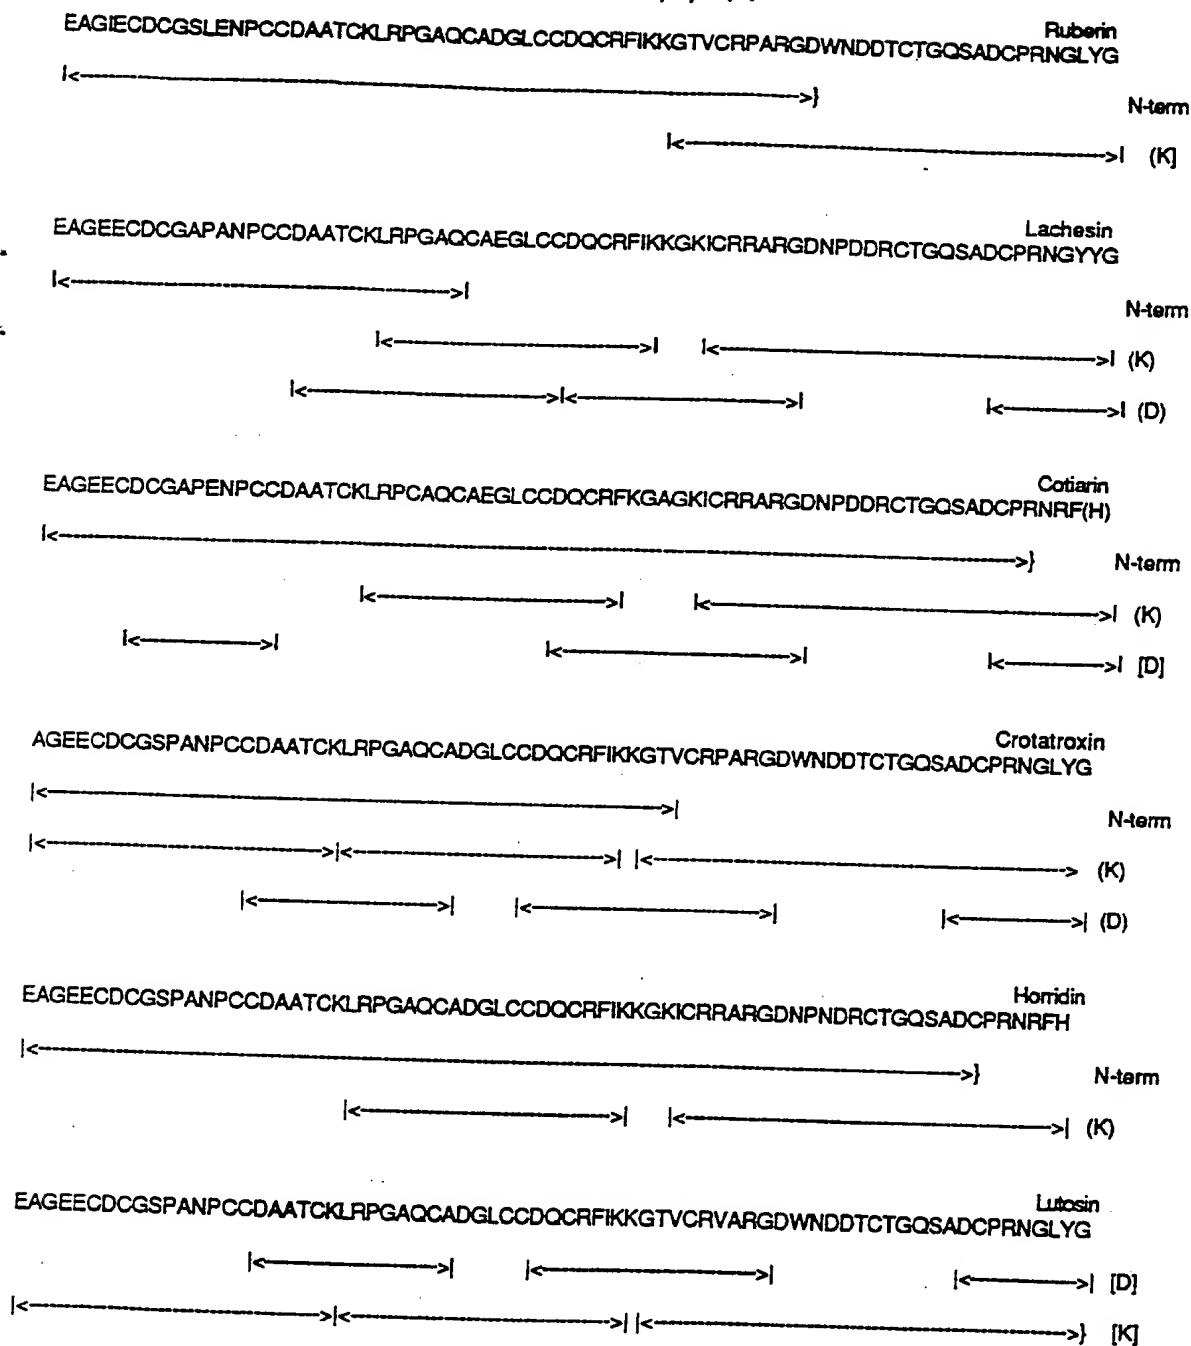 Ruberin
EAGIECDCGSLENPCCDAATCKLRPGAQCADGLCCDQCRFIKKGTVCRPARGDWNDDTCTGQSADCPRNGLYG
N-term
(K]
Lachesin
EAGEECDCGAPANPCCDAATCKLRPGAQCAEGLCCDQCRFIKKGKICRRARGDNPDDRCTGQSADCPRNGYYG
N-term
(K)
(D)
Cotiarin
EAGEECDCGAPENPCCDAATCKLRPCAQCAEGLCCDQCRFKGAGKICRRARGDNPDDRCTGQSADCPRNRF(H)
N-term
(K)
[D]
Crotatroxin
AGEECDCGSPANPCCDAATCKLRPGAQCADGLCCDQCRFIKKGTVCRPARGDWNDDTCTGQSADCPRNGLYG
N-term
(K)
(D)
Horridin
EAGEECDCGSPANPCCDAATCKLRPGAQCADGLCCDQCRFIKKGKICRRARGDNPNDRCTGQSADCPRNRFH
N-term
(K)
Lutosin
EAGEECDCGSPANPCCDAATCKLRPGAQCADGLCCDQCRFIKKGTVCRVARGDWNDDTCTGQSADCPRNGLYG
[D]
[K]